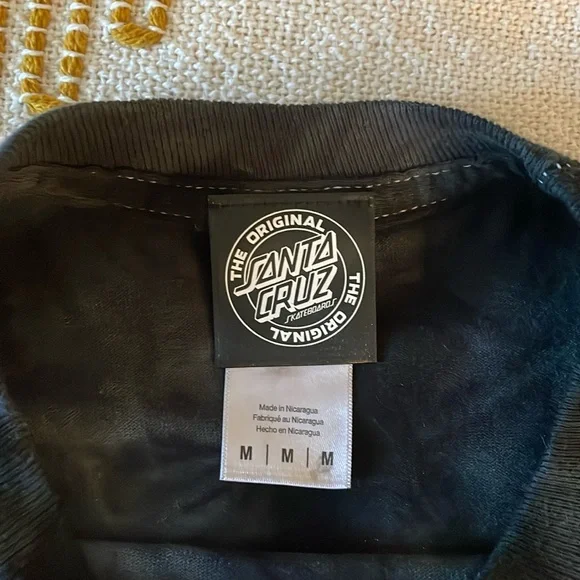 THE ORIGINAL
SANTA
CRUZ
SKATEBOARDS
THE ORIGINAL
Made in Nicaragua
Fabriqué au Nicaragua
Hecho en Nicaragua
M | M | M